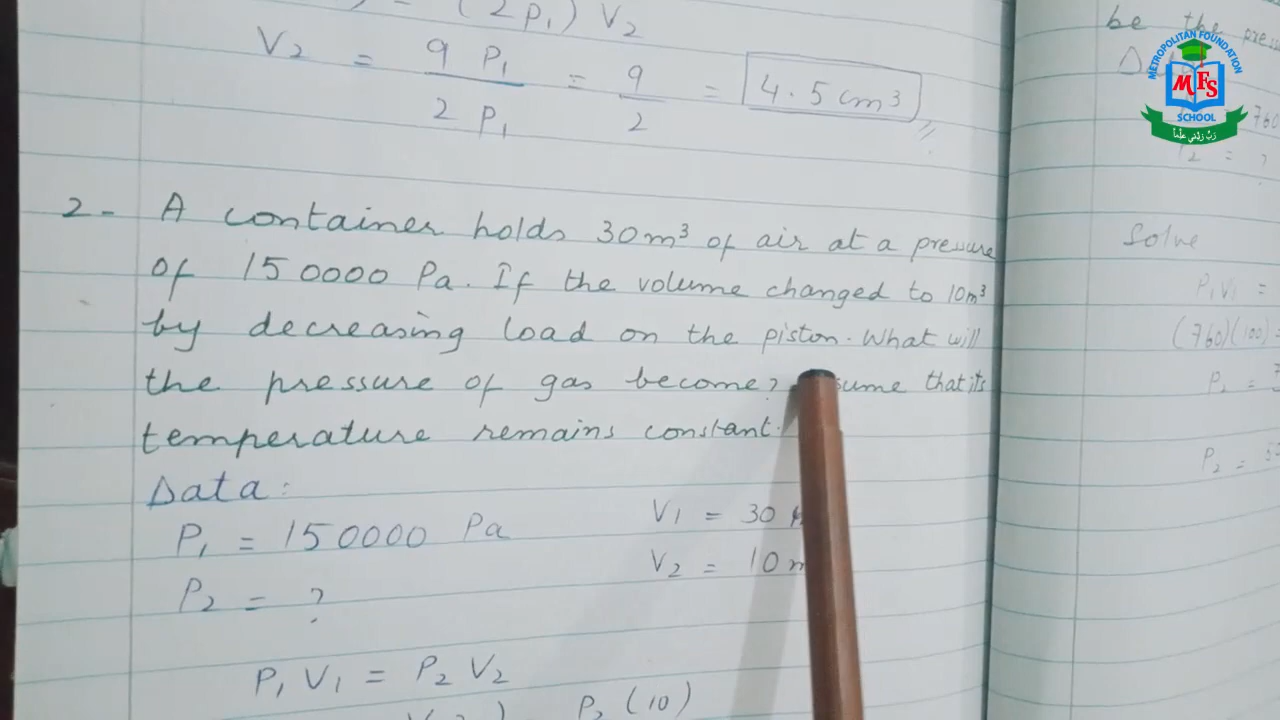 (2P₁) V₂
V₂ = 9 P₁ / 2 P₁ = 9 / 2 = 4.5 cm³
2- A container holds 30m³ of air at a pressure
of 150000 Pa. If the volume changed to 10m³
by decreasing load on the piston. What will
the pressure of gas become? sume that its
temperature remains constant.
Data:
P₁ = 150000 Pa
V₁ = 30
P₂ = ?
V₂ = 10 m
P₁ V₁ = P₂ V₂
P₂ (10)
be the press
760
= ?
Solve
P₁V₁ =
(760)(100) =
P₂ =
P₂ =
METROPOLITAN FOUNDATION
MFS
SCHOOL